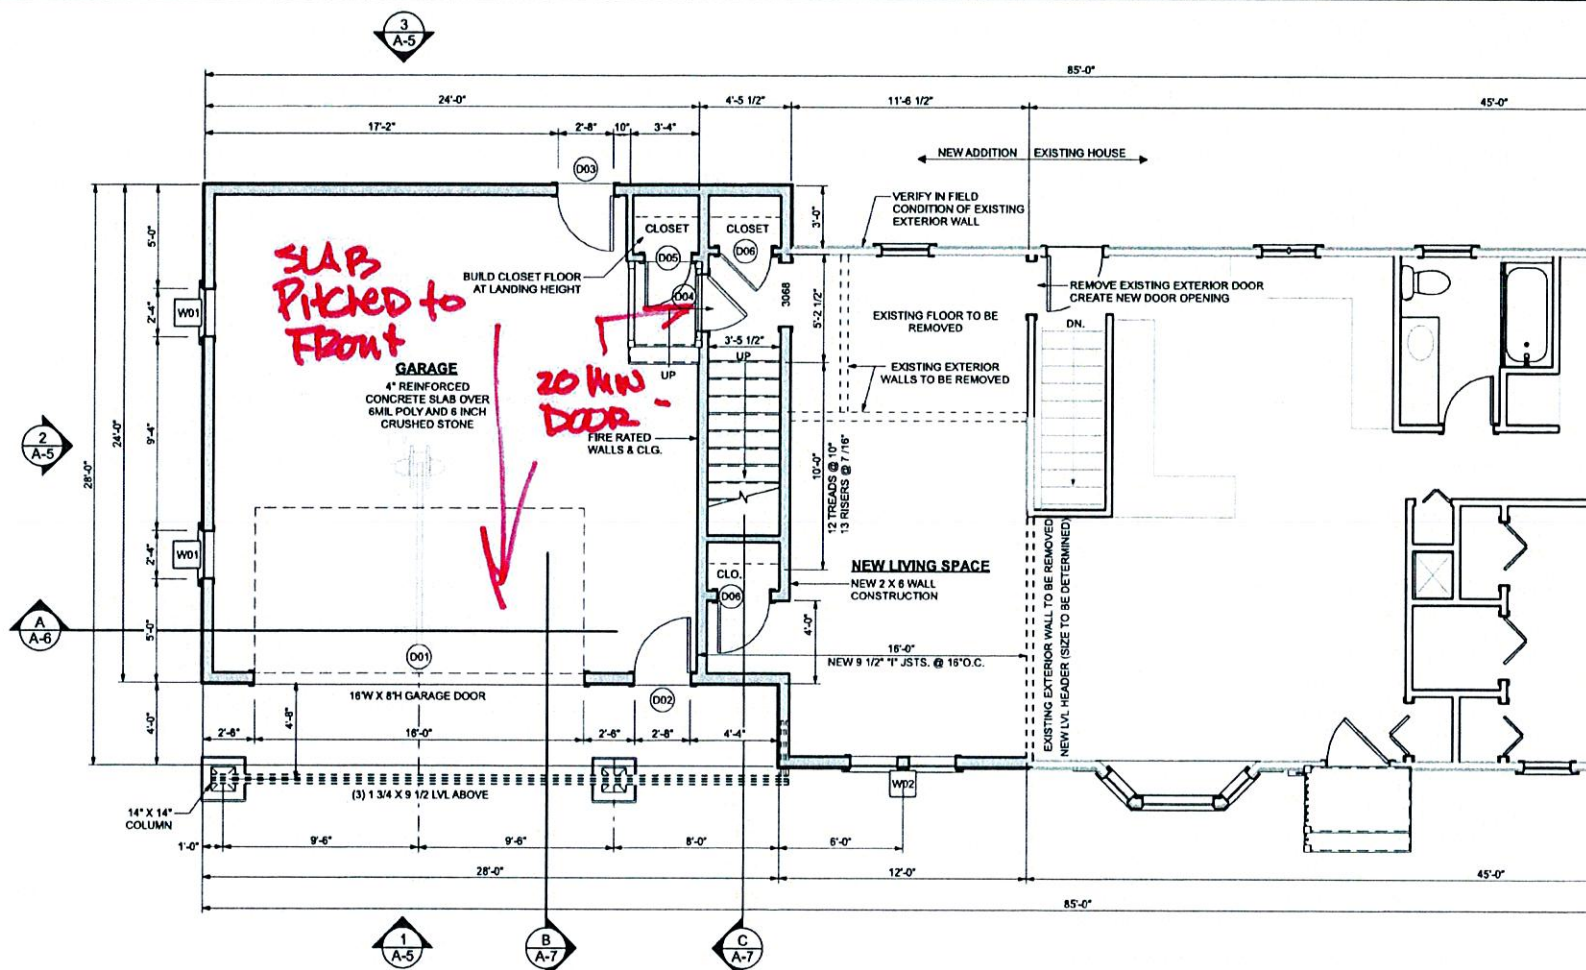 3
A-5
85'-0"
24'-0"
4'-5 1/2"
11'-6 1/2"
45'-0"
17'-2"
2'-8"
10"
3'-4"
NEW ADDITION
EXISTING HOUSE
D03
VERIFY IN FIELD
CONDITION OF EXISTING
EXTERIOR WALL
3'-0"
CLOSET
CLOSET
D05
D06
SLAB
Pitched to
FRont
BUILD CLOSET FLOOR
AT LANDING HEIGHT
D04
3068
5'-2 1/2"
REMOVE EXISTING EXTERIOR DOOR
CREATE NEW DOOR OPENING
EXISTING FLOOR TO BE
REMOVED
DN.
5'-0"
2'-4"
W01
3'-5 1/2"
UP
UP
EXISTING EXTERIOR
WALLS TO BE REMOVED
GARAGE
4" REINFORCED
CONCRETE SLAB OVER
6MIL POLY AND 6 INCH
CRUSHED STONE
20 MIN
DOOR
FIRE RATED
WALLS & CLG.
2
A-5
28'-0"
24'-0"
9'-4"
10'-0"
12 TREADS @ 10"
13 RISERS @ 7 /16"
2'-4"
W01
CLO.
D06
NEW LIVING SPACE
NEW 2 X 6 WALL
CONSTRUCTION
EXISTING EXTERIOR WALL TO BE REMOVED
NEW LVL HEADER (SIZE TO BE DETERMINED)
A
A-6
5'-0"
4'-0"
D01
16'-0"
NEW 9 1/2" "I" JSTS. @ 16"O.C.
16'W X 8'H GARAGE DOOR
D02
4'-0"
4'-8"
2'-6"
16'-0"
2'-6"
2'-8"
4'-4"
(3) 1 3/4 X 9 1/2 LVL ABOVE
W02
14" X 14"
COLUMN
1'-0"
9'-6"
9'-6"
8'-0"
6'-0"
28'-0"
12'-0"
45'-0"
85'-0"
1
A-5
B
A-7
C
A-7